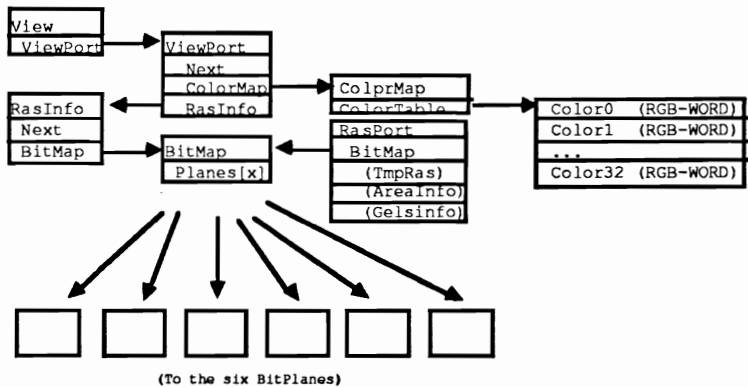 View
ViewPort
ViewPort
Next
ColorMap
RasInfo
RasInfo
Next
BitMap
BitMap
Planes[x]
ColprMap
ColorTable
RasPort
BitMap
(TmpRas)
(AreaInfo)
(Gelsinfo)
Color0 (RGB-WORD)
Color1 (RGB-WORD)
...
Color32 (RGB-WORD)
(To the six BitPlanes)